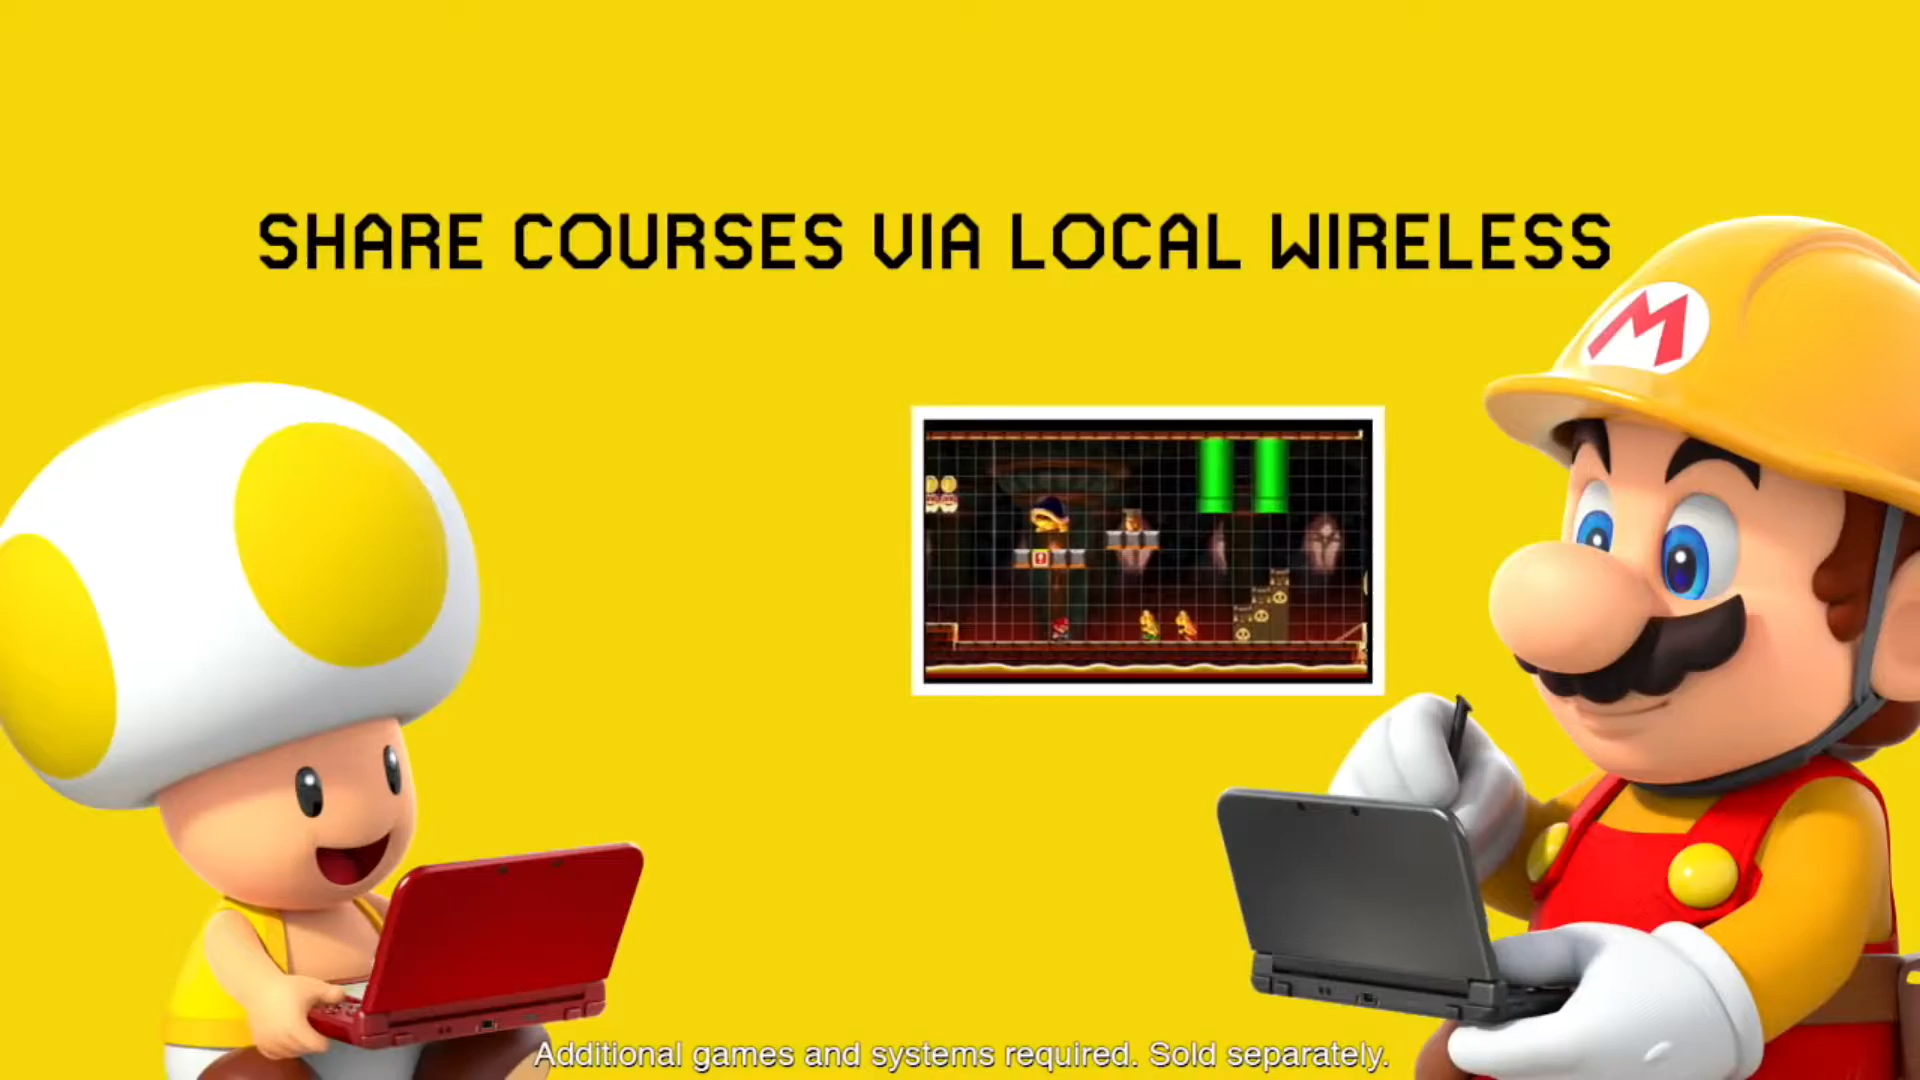 SHARE COURSES VIA LOCAL WIRELESS
M
Additional games and systems required. Sold separately.